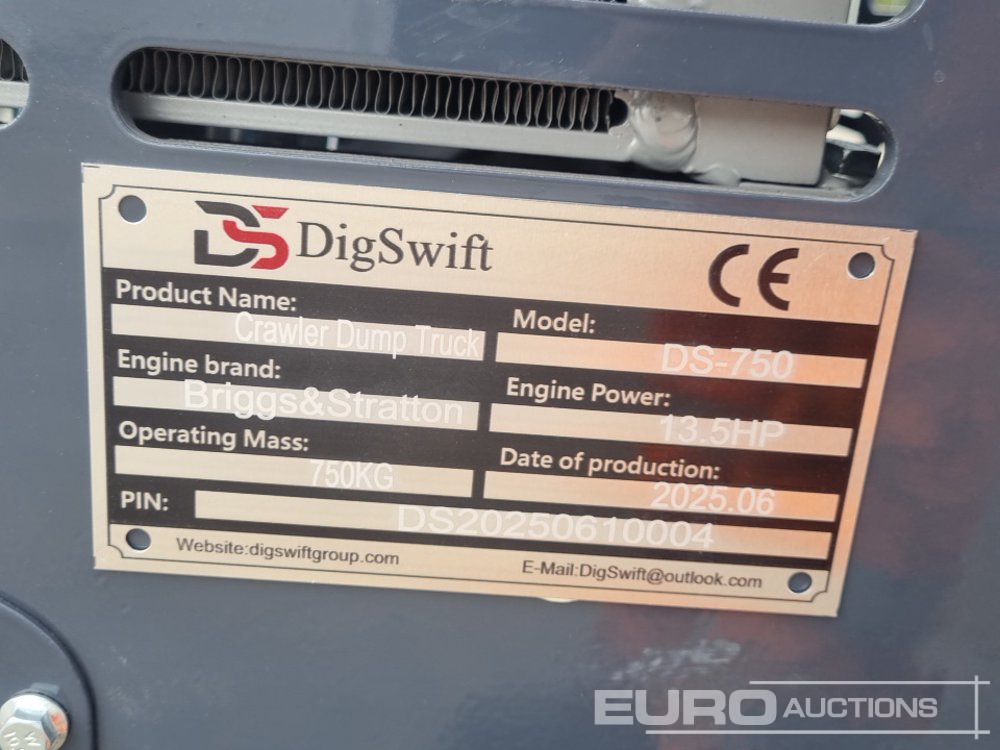 DS DigSwift
CE
Product Name:
Crawler Dump Truck
Model:
DS-750
Engine brand:
Briggs&Stratton
Engine Power:
13.5HP
Operating Mass:
750KG
Date of production:
2025.06
PIN:
DS20250610004
Website:digswiftgroup.com
E-Mail:DigSwift@outlook.com
EURO AUCTIONS